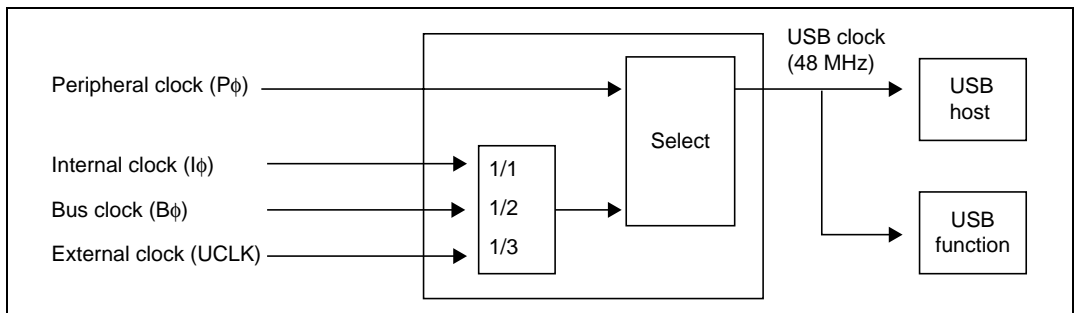 USB clock
(48 MHz)
Peripheral clock (Pϕ)
USB
host
Select
Internal clock (Iϕ)
1/1
Bus clock (Bϕ)
1/2
External clock (UCLK)
1/3
USB
function